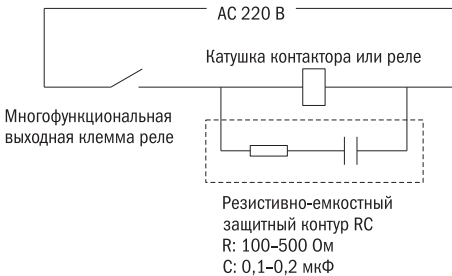 AC 220 В
Катушка контактора или реле
Многофункциональная
выходная клемма реле
Резистивно-емкостный
защитный контур RC
R: 100–500 Ом
C: 0,1–0,2 мкФ